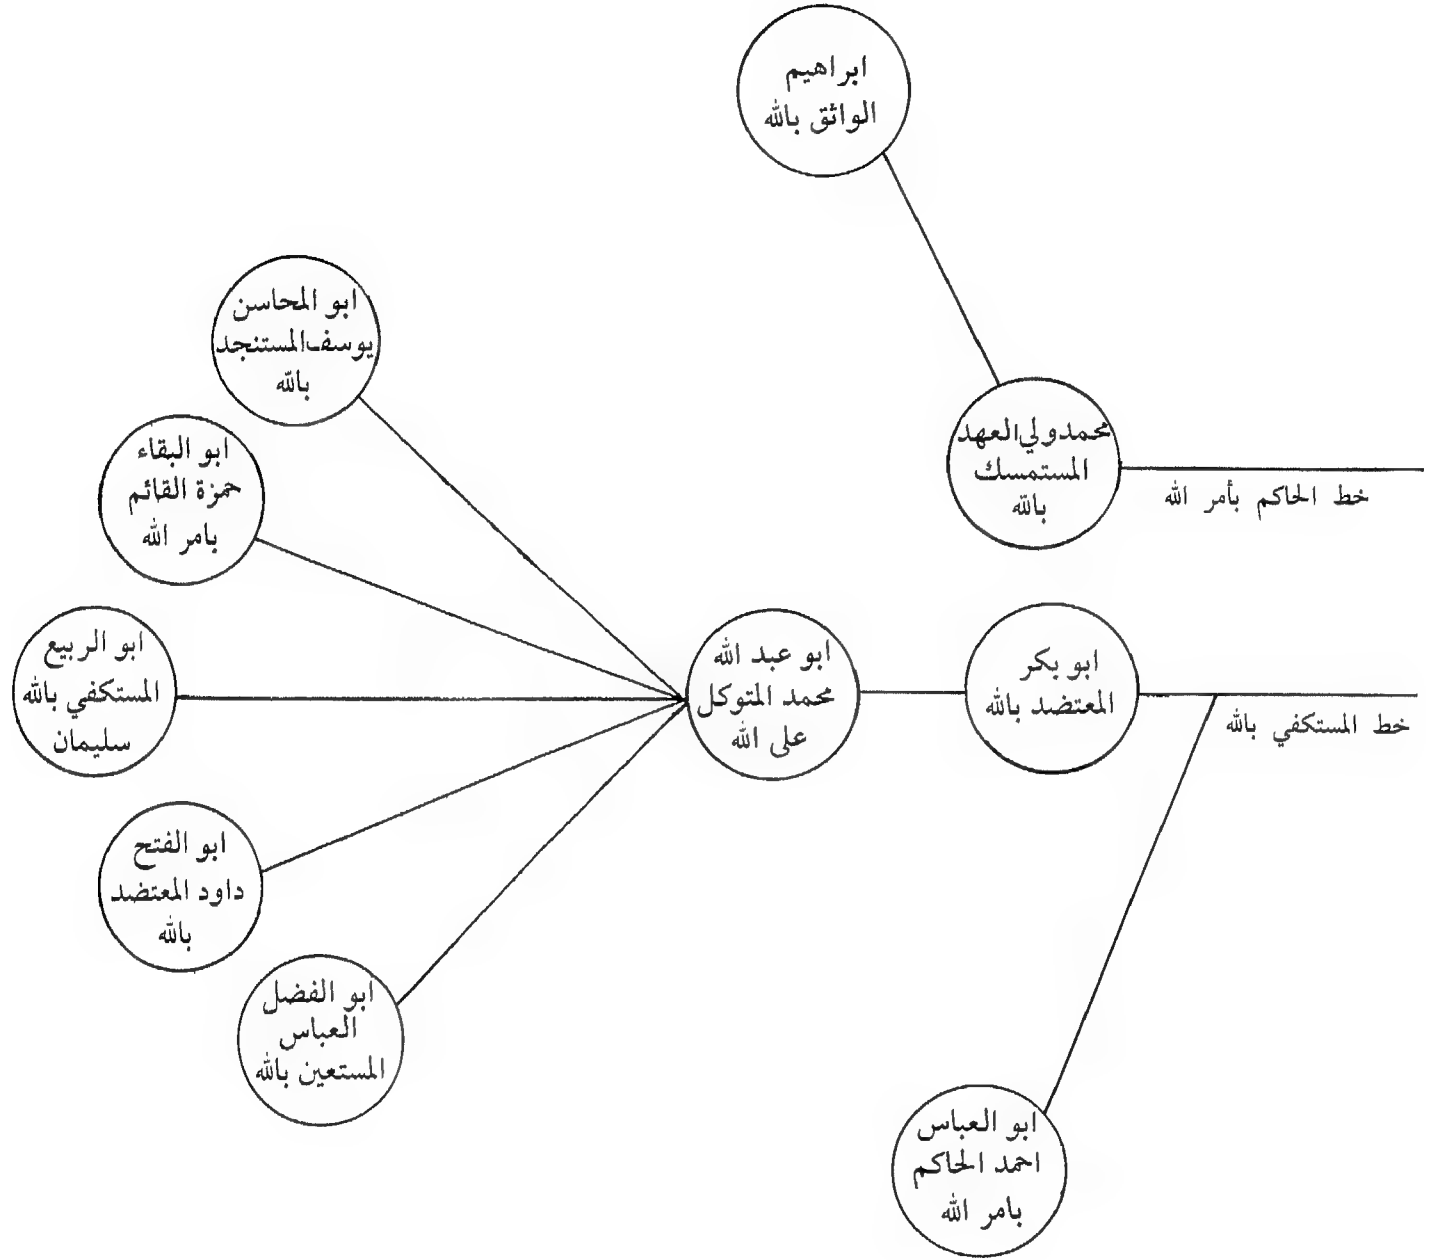 ابراهيم
الواثق بالله
محمدولي العهد
المستمسك
بالله
خط الحاكم بأمر الله
ابو بكر
المعتضد بالله
خط المستكفي بالله
ابو عبد الله
محمد المتوكل
على الله
ابو المحاسن
يوسف المستنجد
بالله
ابو البقاء
حمزة القائم
بامر الله
ابو الربيع
المستكفي بالله
سليمان
ابو الفتح
داود المعتضد
بالله
ابو الفضل
العباس
المستعين بالله
ابو العباس
احمد الحاكم
بامر الله